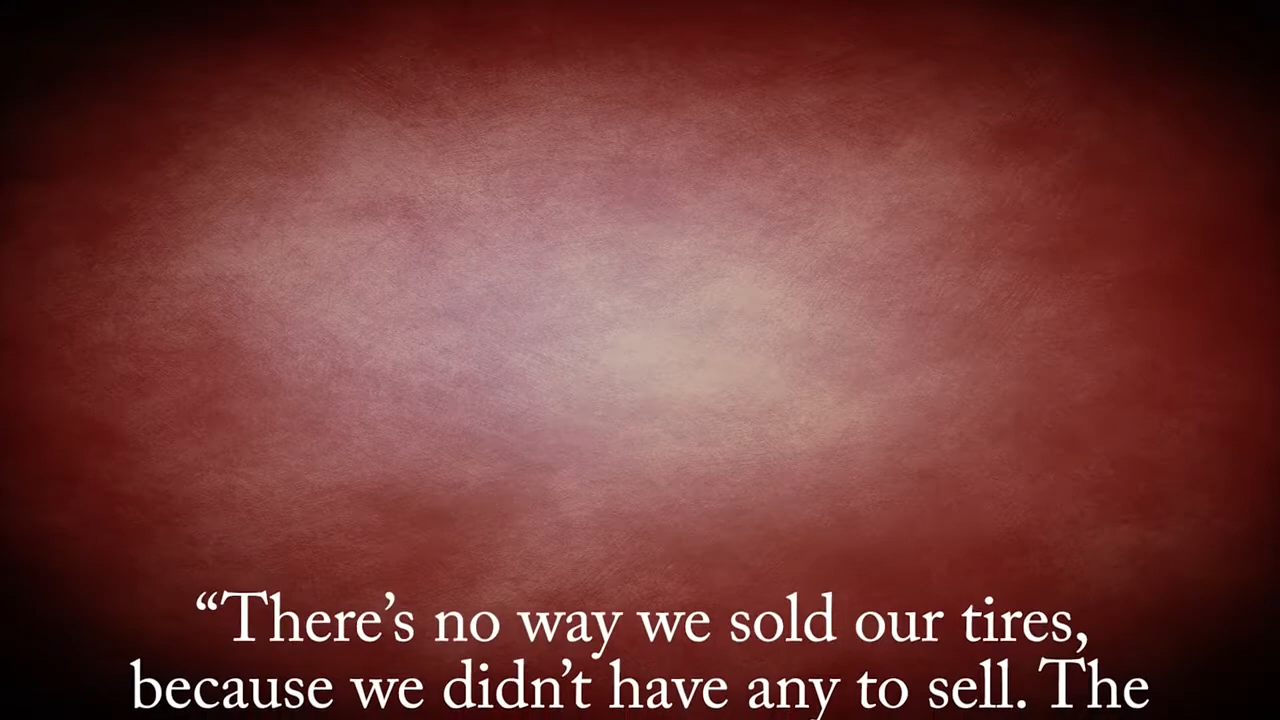 “There’s no way we sold our tires,
because we didn’t have any to sell. The